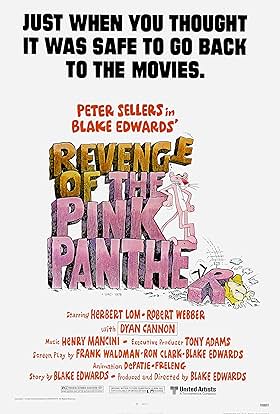 JUST WHEN YOU THOUGHT
IT WAS SAFE TO GO BACK
TO THE MOVIES.
PETER SELLERS in
BLAKE EDWARDS'
REVENGE
OF THE
PINK
PANTHER
Starring HERBERT LOM - ROBERT WEBBER
with DYAN CANNON
Music HENRY MANCINI - Executive Producer TONY ADAMS
Screen Play by FRANK WALDMAN - RON CLARK - BLAKE EDWARDS
Animation DePATIE - FRELENG
Story by BLAKE EDWARDS - Produced and Directed by BLAKE EDWARDS
PG
United Artists